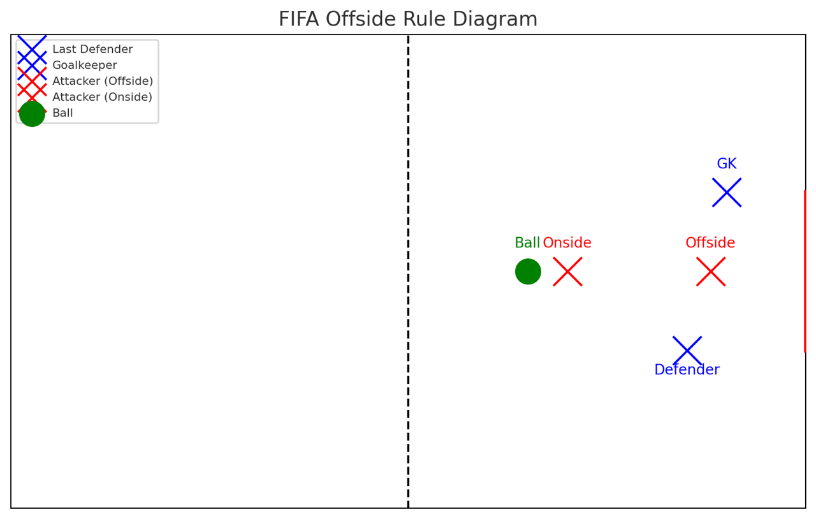 FIFA Offside Rule Diagram
Last Defender
Goalkeeper
Attacker (Offside)
Attacker (Onside)
Ball
GK
Ball
Onside
Offside
Defender